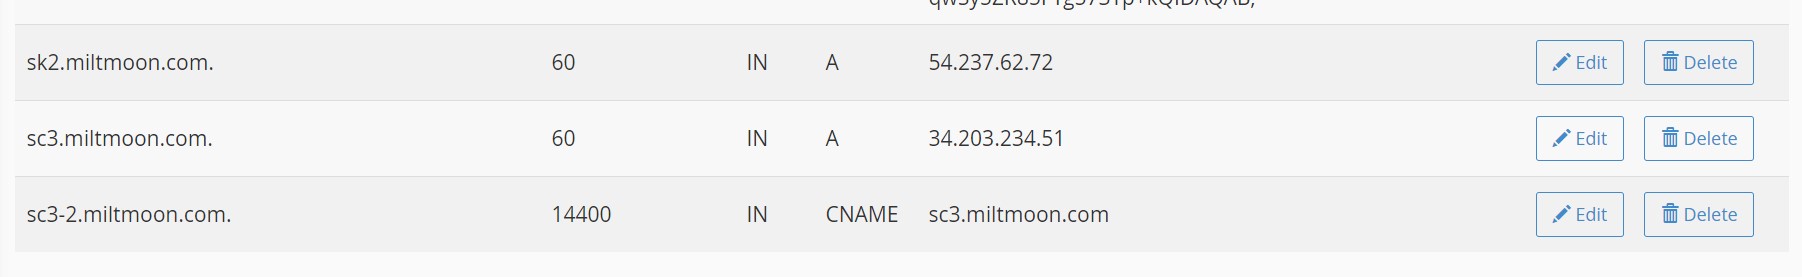 sk2.miltmoon.com. 60 IN A 54.237.62.72 Edit Delete
sc3.miltmoon.com. 60 IN A 34.203.234.51 Edit Delete
sc3-2.miltmoon.com. 14400 IN CNAME sc3.miltmoon.com Edit Delete